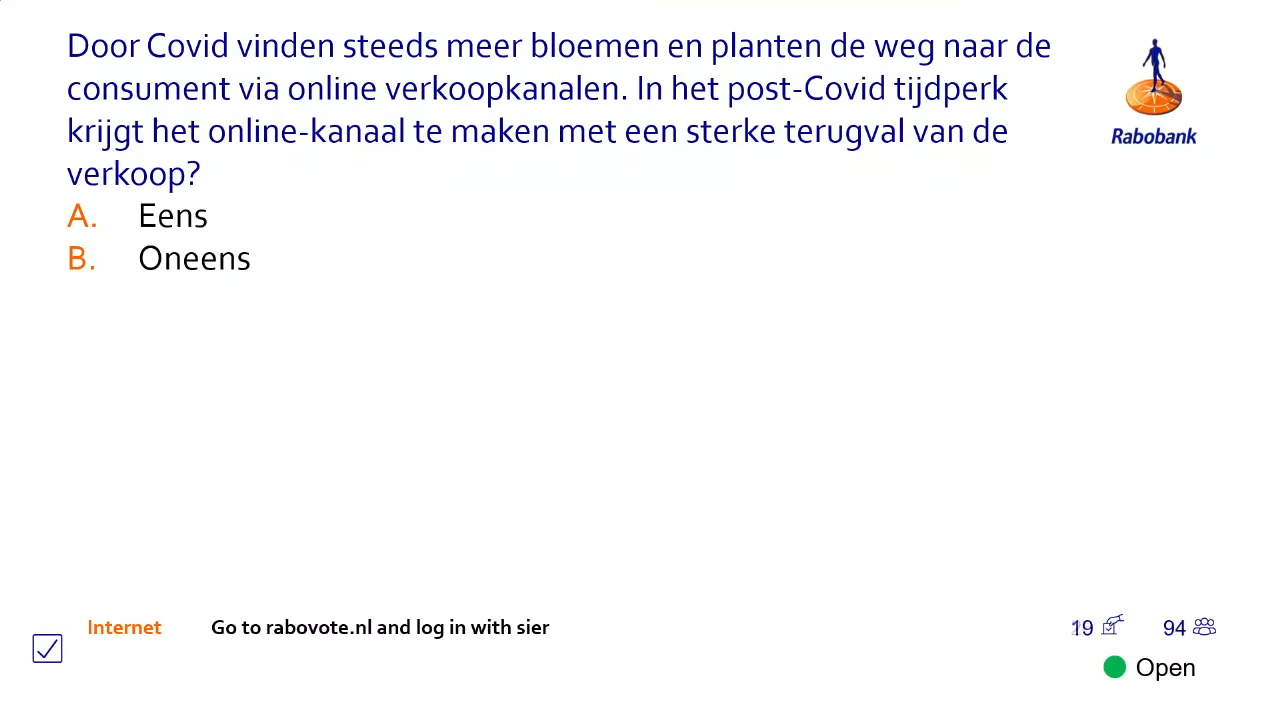 Door Covid vinden steeds meer bloemen en planten de weg naar de
consument via online verkoopkanalen. In het post-Covid tijdperk
krijgt het online-kanaal te maken met een sterke terugval van de
verkoop?
A. Eens
B. Oneens
Rabobank
Internet Go to rabovote.nl and log in with sier
19 94
Open